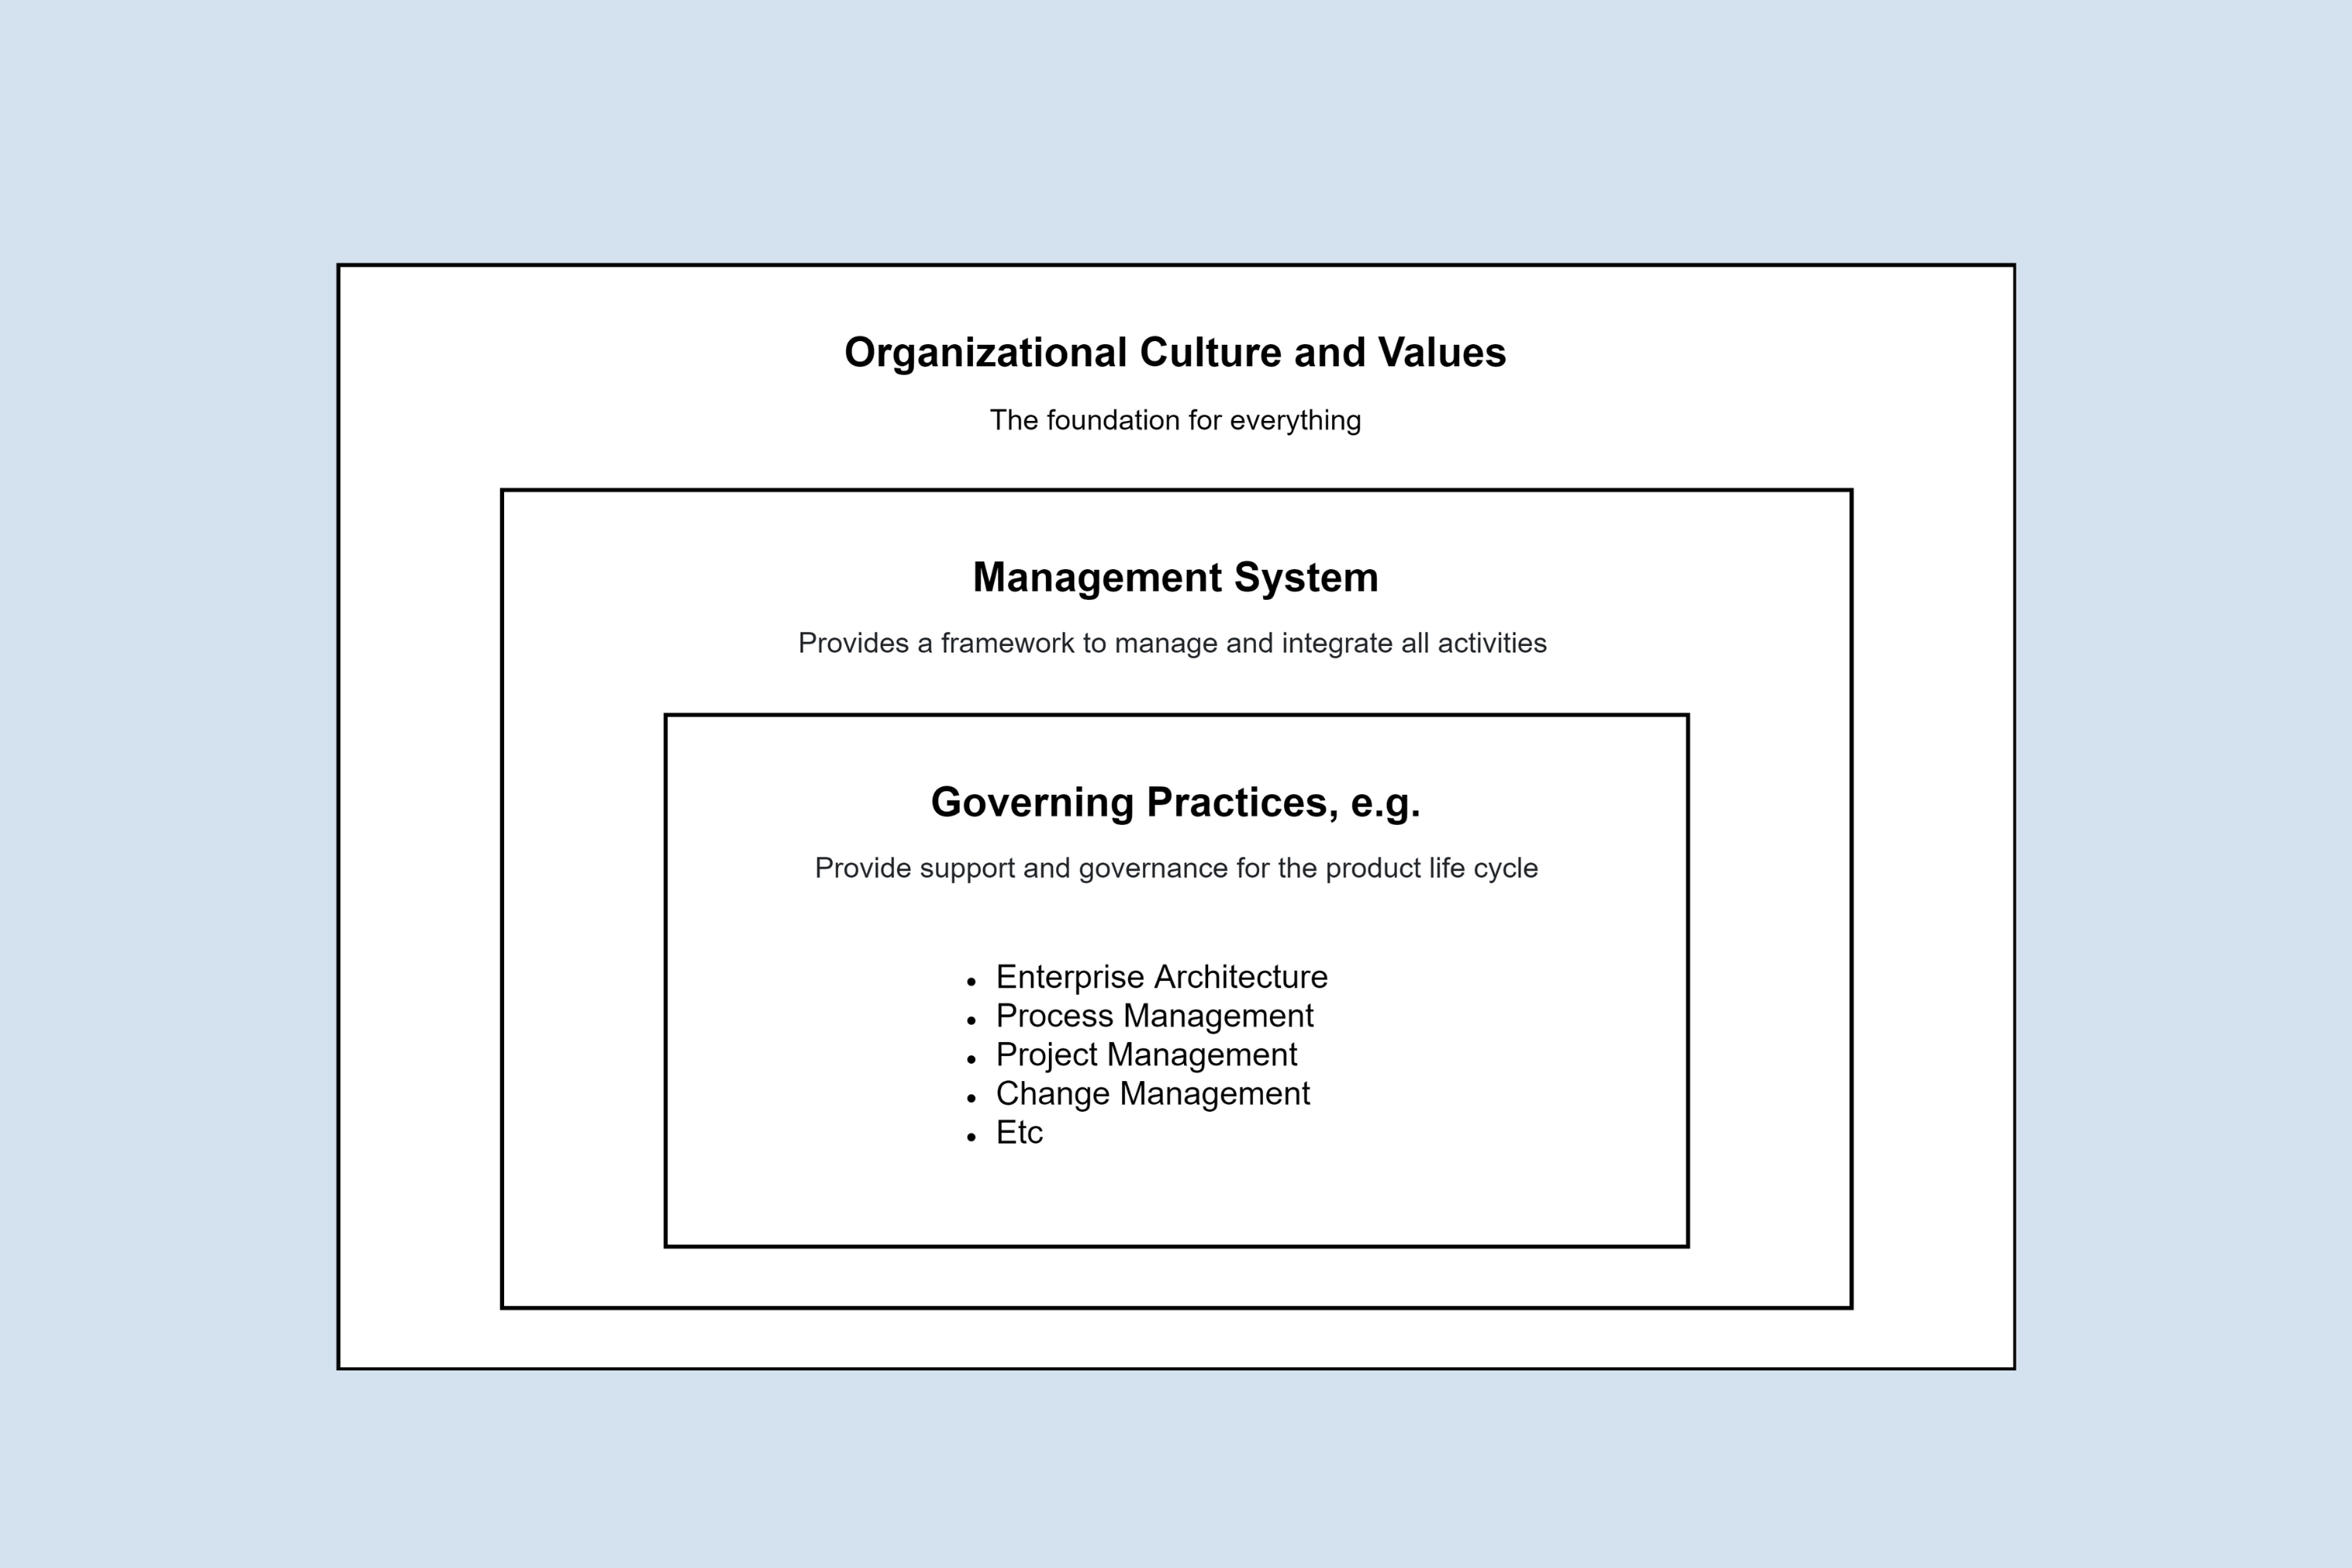 Organizational Culture and Values
The foundation for everything
Management System
Provides a framework to manage and integrate all activities
Governing Practices, e.g.
Provide support and governance for the product life cycle
• Enterprise Architecture
• Process Management
• Project Management
• Change Management
• Etc